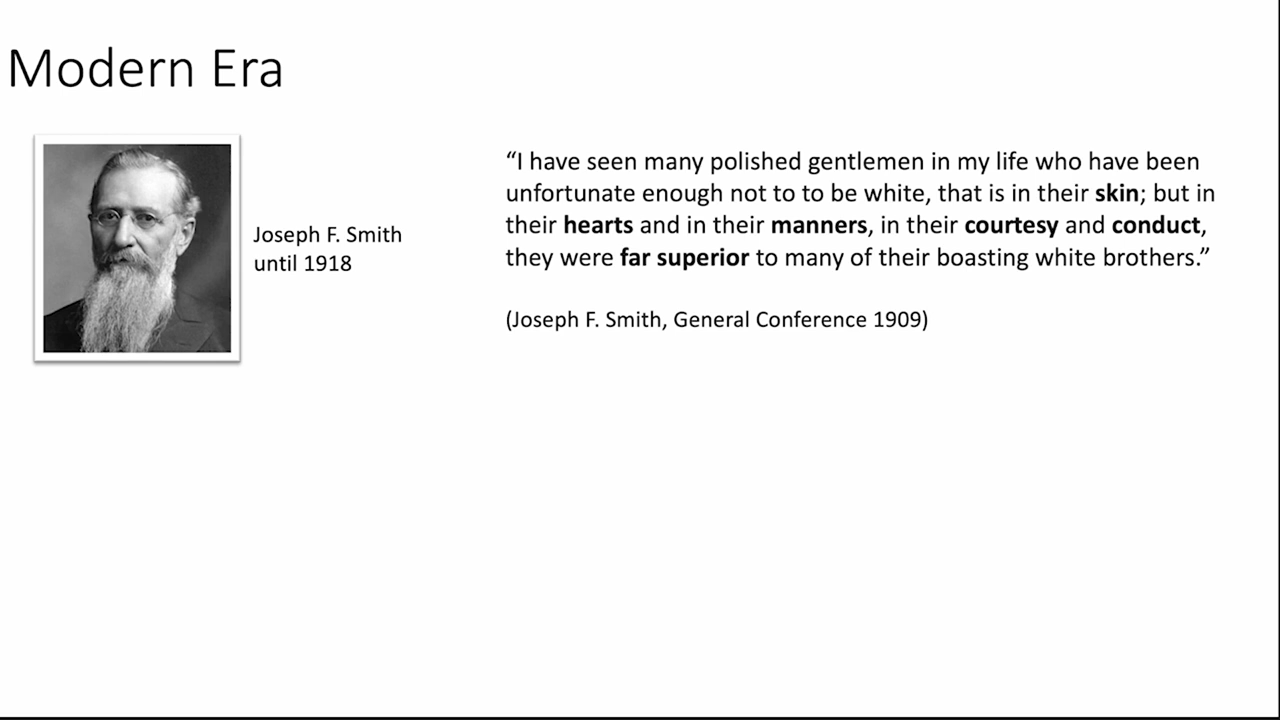 Modern Era
Joseph F. Smith
until 1918
“I have seen many polished gentlemen in my life who have been
unfortunate enough not to to be white, that is in their skin; but in
their hearts and in their manners, in their courtesy and conduct,
they were far superior to many of their boasting white brothers.”
(Joseph F. Smith, General Conference 1909)